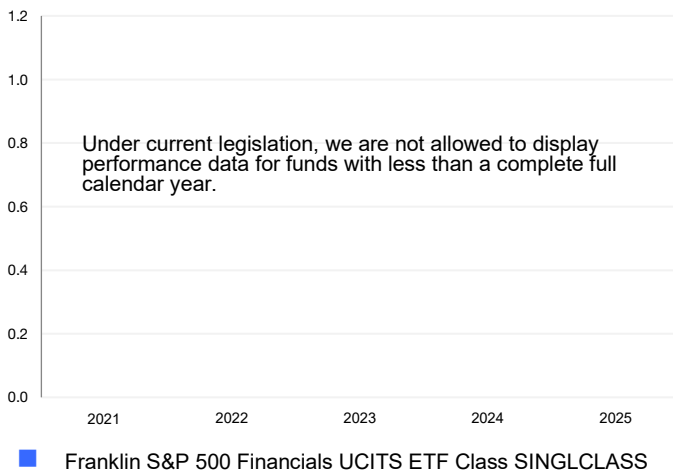 1.2
1.0
0.8
Under current legislation, we are not allowed to display
performance data for funds with less than a complete full
calendar year.
0.6
0.4
0.2
0.0
2021 2022 2023 2024 2025
Franklin S&P 500 Financials UCITS ETF Class SINGLCLASS